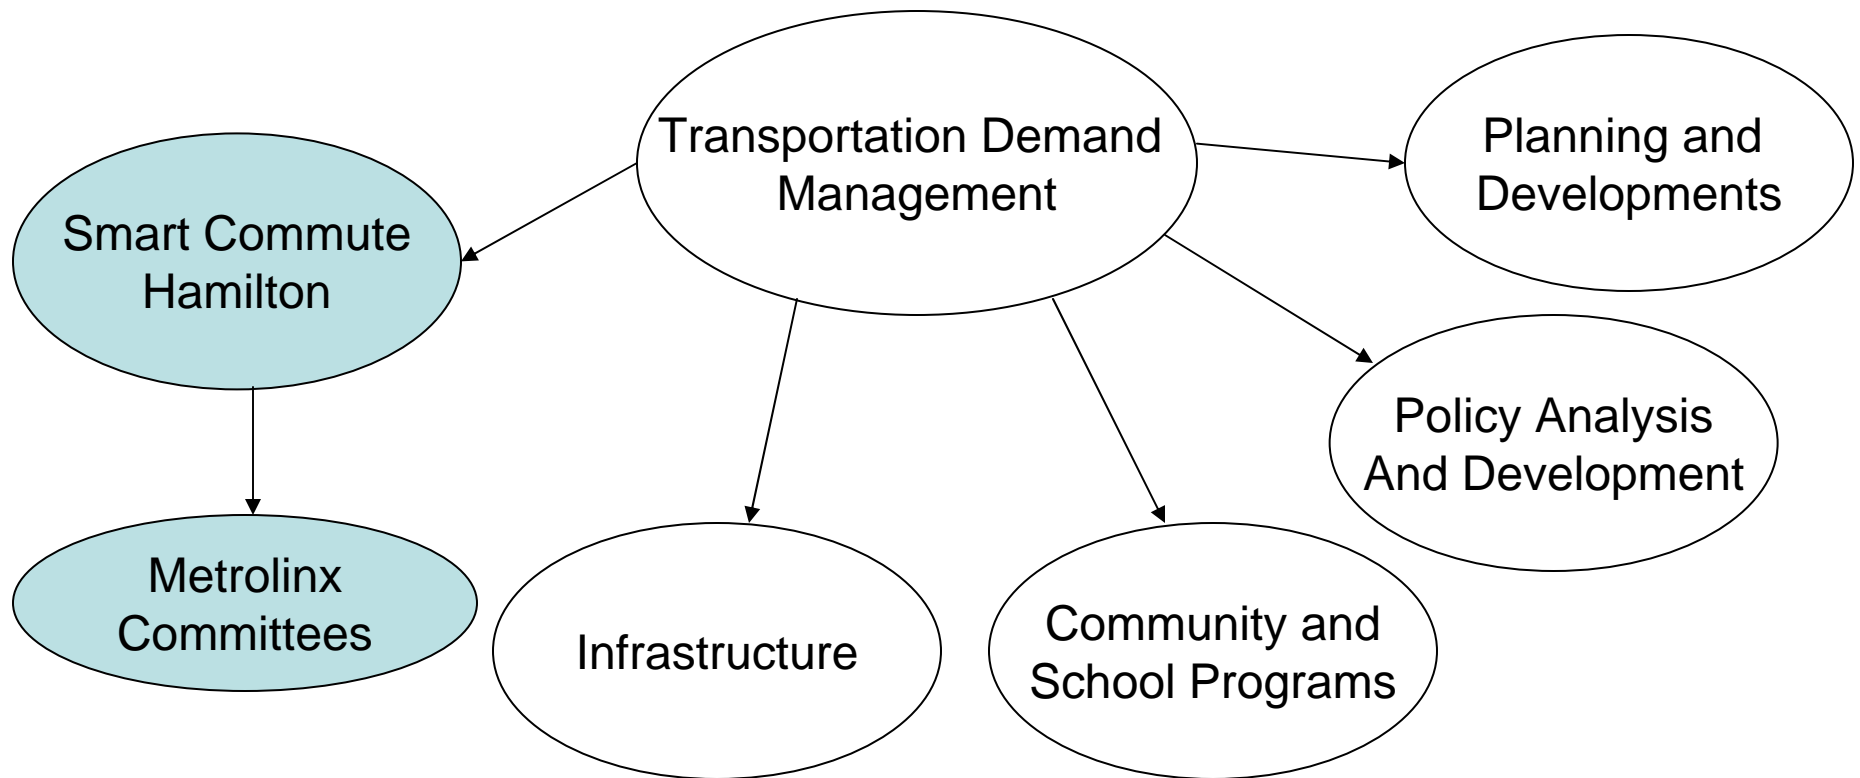 Transportation Demand
Management
Planning and
Developments
Smart Commute
Hamilton
Policy Analysis
And Development
Metrolinx
Committees
Infrastructure
Community and
School Programs